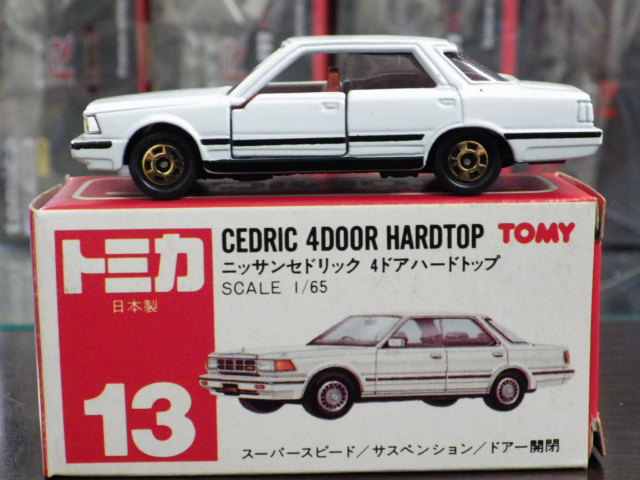 トミカ
日本製
13
CEDRIC 4DOOR HARDTOP TOMY
ニッサンセドリック 4ドアハードトップ
SCALE 1/65
スーパースピード/サスペンション/ドアー開閉